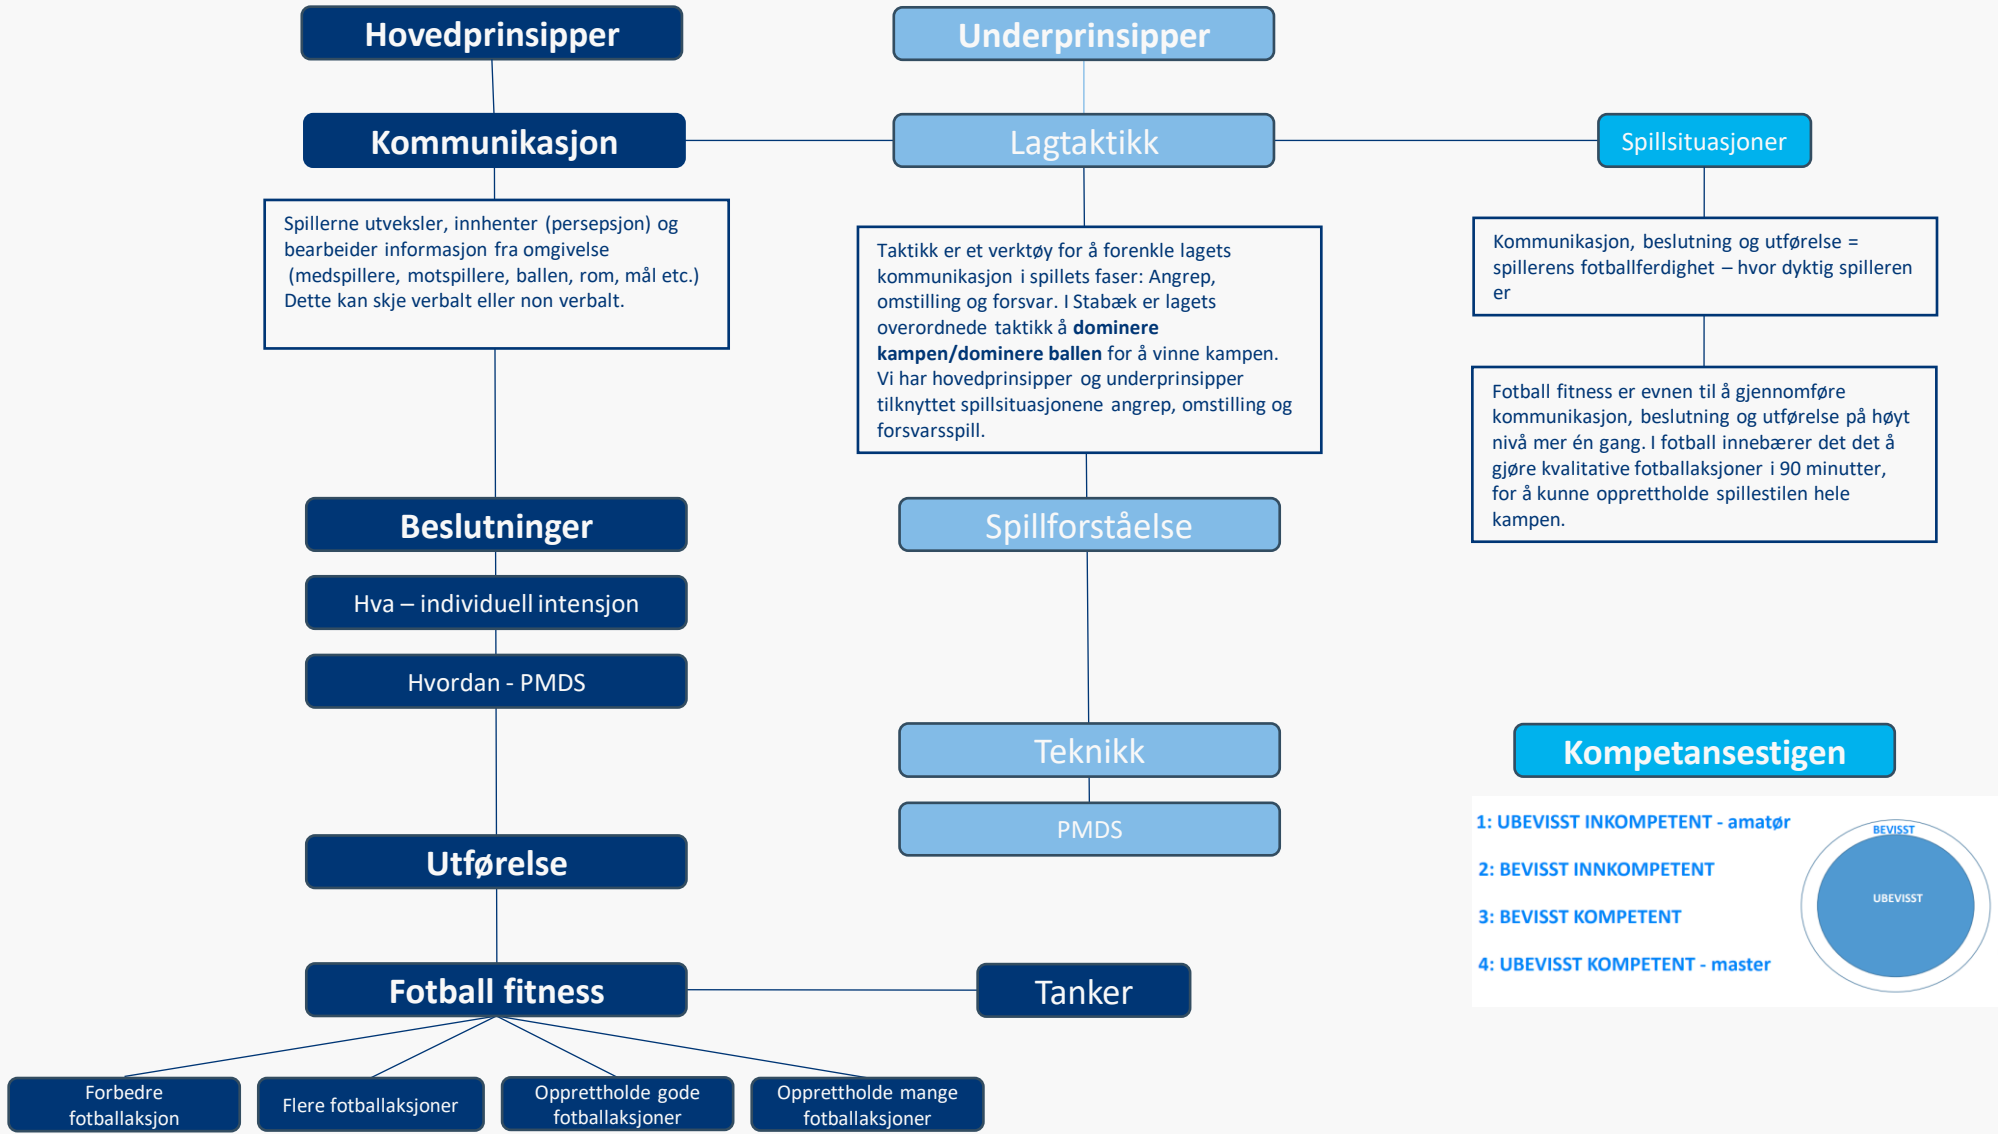 Hovedprinsipper
Underprinsipper
Kommunikasjon
Lagtaktikk
Spillsituasjoner
Spillerne utveksler, innhenter (persepsjon) og
bearbeider informasjon fra omgivelse
(medspillere, motspillere, ballen, rom, mål etc.)
Dette kan skje verbalt eller non verbalt.
Taktikk er et verktøy for å forenkle lagets
kommunikasjon i spillets faser: Angrep,
omstilling og forsvar. I Stabæk er lagets
overordnede taktikk å dominere
kampen/dominere ballen for å vinne kampen.
Vi har hovedprinsipper og underprinsipper
tilknyttet spillsituasjonene angrep, omstilling og
forsvarsspill.
Kommunikasjon, beslutning og utførelse =
spillerens fotballferdighet – hvor dyktig spilleren
er
Fotball fitness er evnen til å gjennomføre
kommunikasjon, beslutning og utførelse på høyt
nivå mer én gang. I fotball innebærer det det å
gjøre kvalitative fotballaksjoner i 90 minutter,
for å kunne opprettholde spillestilen hele
kampen.
Beslutninger
Spillforståelse
Hva – individuell intensjon
Hvordan - PMDS
Teknikk
PMDS
Kompetansestigen
1: UBEVISST INKOMPETENT - amatør
2: BEVISST INNKOMPETENT
3: BEVISST KOMPETENT
4: UBEVISST KOMPETENT - master
BEVISST
UBEVISST
Utførelse
Fotball fitness
Tanker
Forbedre
fotballaksjon
Flere fotballaksjoner
Opprettholde gode
fotballaksjoner
Opprettholde mange
fotballaksjoner